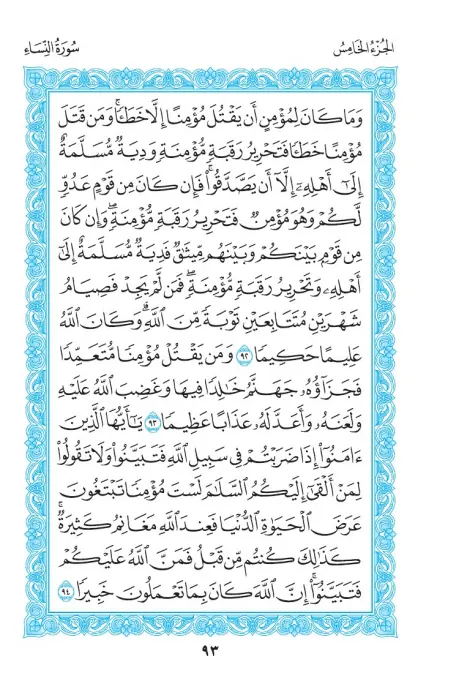 الجُزْءُ الخَامِسُ
سُورَةُ النِّسَاءِ
وَمَا كَانَ لِمُؤْمِنٍ أَن يَقْتُلَ مُؤْمِنًا إِلَّا خَطَـًٔا ۚ وَمَن قَتَلَ
مُؤْمِنًا خَطَـًٔا فَتَحْرِيرُ رَقَبَةٍ مُّؤْمِنَةٍ وَدِيَةٌ مُّسَلَّمَةٌ
إِلَىٰٓ أَهْلِهِۦٓ إِلَّآ أَن يَصَّدَّقُوا۟ ۚ فَإِن كَانَ مِن قَوْمٍ عَدُوٍّ
لَّكُمْ وَهُوَ مُؤْمِنٌ فَتَحْرِيرُ رَقَبَةٍ مُّؤْمِنَةٍ ۖ وَإِن كَانَ
مِن قَوْمٍۭ بَيْنَكُمْ وَبَيْنَهُم مِّيثَٰقٌ فَدِيَةٌ مُّسَلَّمَةٌ إِلَىٰٓ
أَهْلِهِۦ وَتَحْرِيرُ رَقَبَةٍ مُّؤْمِنَةٍ ۖ فَمَن لَّمْ يَجِدْ فَصِيَامُ
شَهْرَيْنِ مُتَتَابِعَيْنِ تَوْبَةً مِّنَ ٱللَّهِ ۗ وَكَانَ ٱللَّهُ
عَلِيمًا حَكِيمًا ٩٢ وَمَن يَقْتُلْ مُؤْمِنًا مُّتَعَمِّدًا
فَجَزَآؤُهُۥ جَهَنَّمُ خَٰلِدًا فِيهَا وَغَضِبَ ٱللَّهُ عَلَيْهِ
وَلَعَنَهُۥ وَأَعَدَّ لَهُۥ عَذَابًا عَظِيمًا ٩٣ يَٰٓأَيُّهَا ٱلَّذِينَ
ءَامَنُوٓا۟ إِذَا ضَرَبْتُمْ فِى سَبِيلِ ٱللَّهِ فَتَبَيَّنُوا۟ وَلَا تَقُولُوا۟
لِمَنْ أَلْقَىٰٓ إِلَيْكُمُ ٱلسَّلَٰمَ لَسْتَ مُؤْمِنًا تَبْتَغُونَ
عَرَضَ ٱلْحَيَوٰةِ ٱلدُّنْيَا فَعِندَ ٱللَّهِ مَغَانِمُ كَثِيرَةٌ ۚ
كَذَٰلِكَ كُنتُم مِّن قَبْلُ فَمَنَّ ٱللَّهُ عَلَيْكُمْ
فَتَبَيَّنُوٓا۟ ۚ إِنَّ ٱللَّهَ كَانَ بِمَا تَعْمَلُونَ خَبِيرًا ٩٤
٩٣